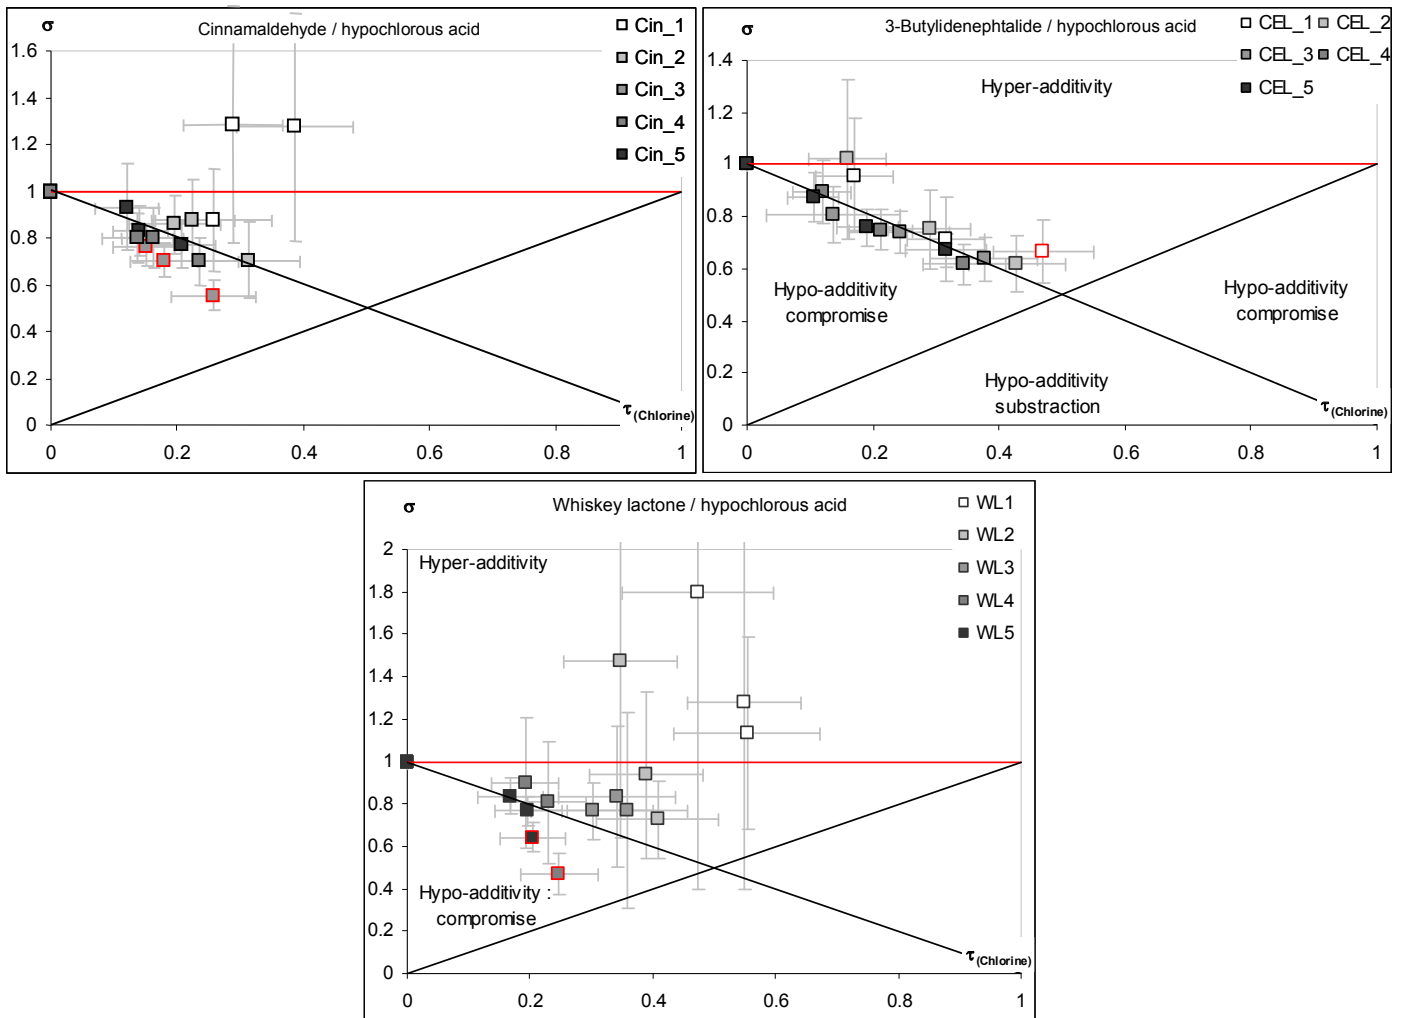 σ
Cinnamaldehyde / hypochlorous acid
Cin_1
Cin_2
Cin_3
Cin_4
Cin_5
1.6
1.4
1.2
1
0.8
0.6
0.4
0.2
0
τ(Chlorine)
0
0.2
0.4
0.6
0.8
1
σ
3-Butylidenephtalide / hypochlorous acid
CEL_1
CEL_2
CEL_3
CEL_4
CEL_5
1.4
1.2
1
0.8
0.6
0.4
0.2
0
Hyper-additivity
Hypo-additivity
compromise
Hypo-additivity
compromise
Hypo-additivity
substraction
τ(Chlorine)
0
0.2
0.4
0.6
0.8
1
σ
Whiskey lactone / hypochlorous acid
WL1
WL2
WL3
WL4
WL5
2
1.8
1.6
1.4
1.2
1
0.8
0.6
0.4
0.2
0
Hyper-additivity
Hypo-additivity :
compromise
τ(Chlorine)
0
0.2
0.4
0.6
0.8
1